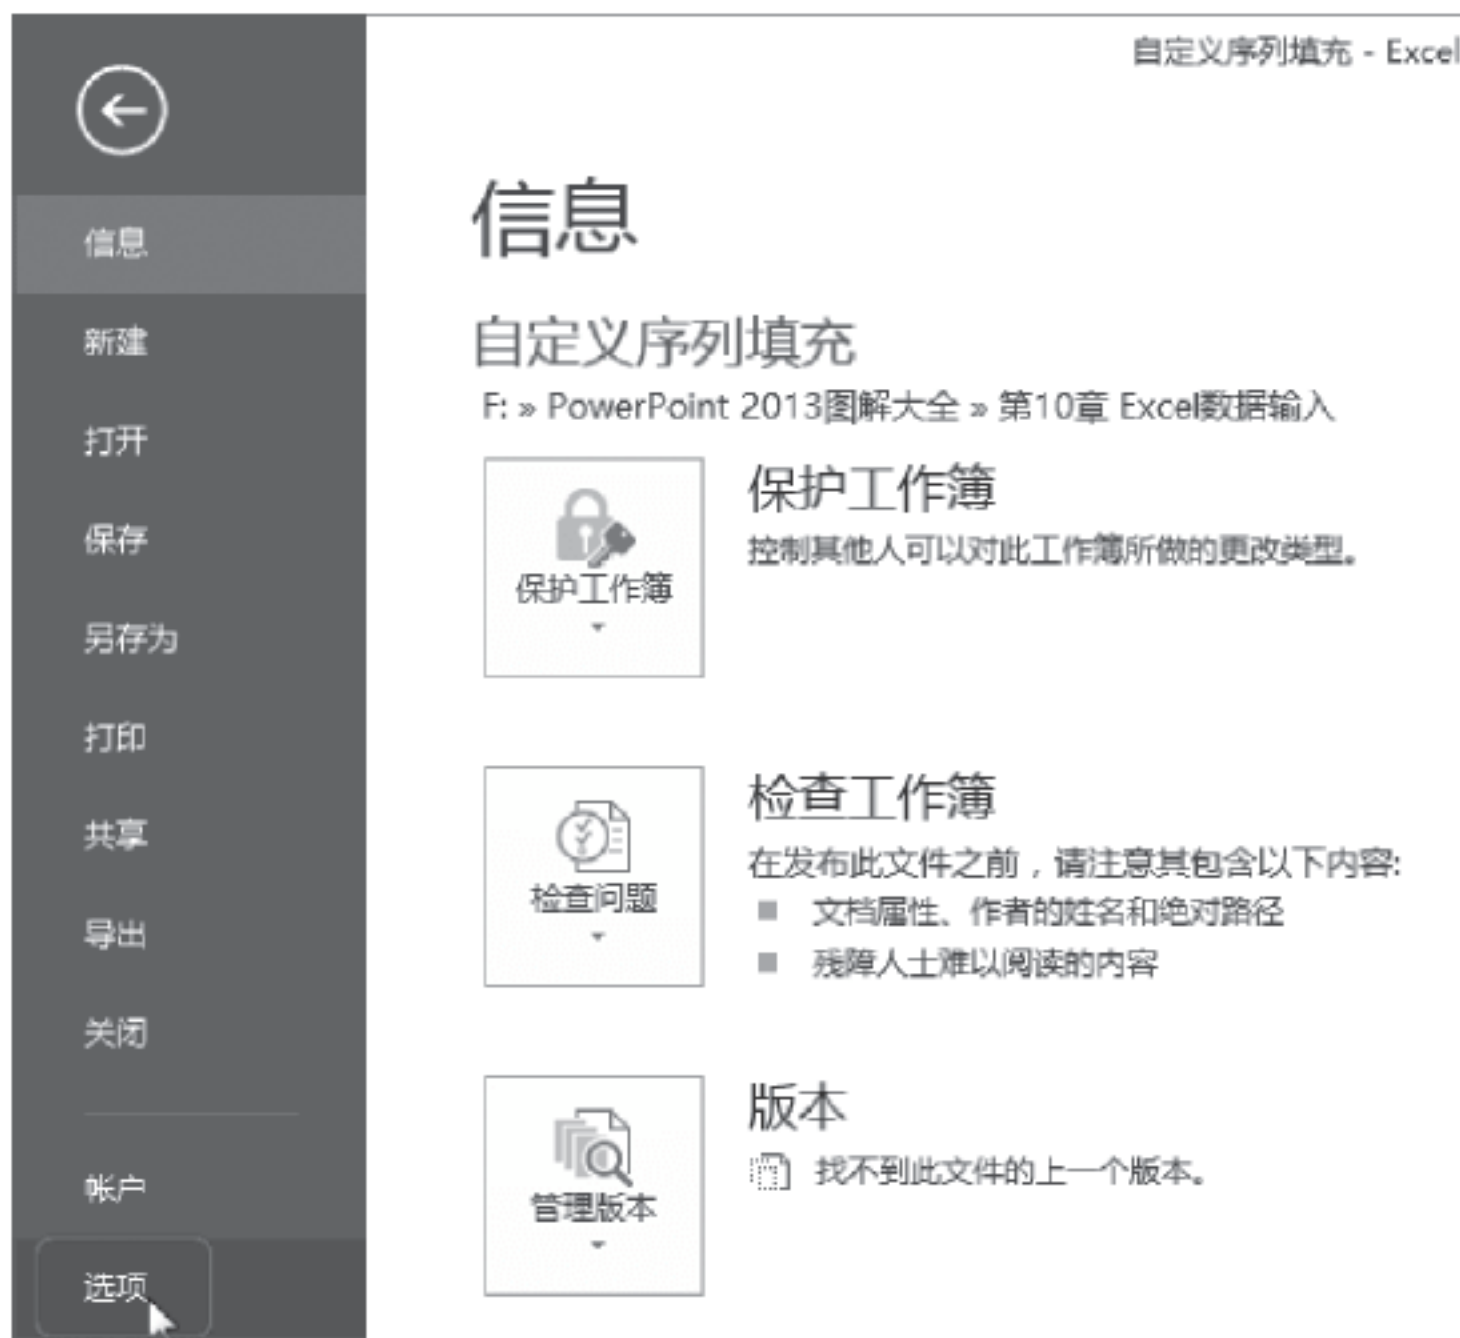 自定义序列填充 - Excel
信息
新建
打开
保存
另存为
打印
共享
导出
关闭
帐户
选项
信息
自定义序列填充
F: » PowerPoint 2013图解大全 » 第10章 Excel数据输入
保护工作簿
保护工作簿
控制其他人可以对此工作簿所做的更改类型。
检查问题
检查工作簿
在发布此文件之前，请注意其包含以下内容:
文档属性、作者的姓名和绝对路径
残障人士难以阅读的内容
管理版本
版本
找不到此文件的上一个版本。